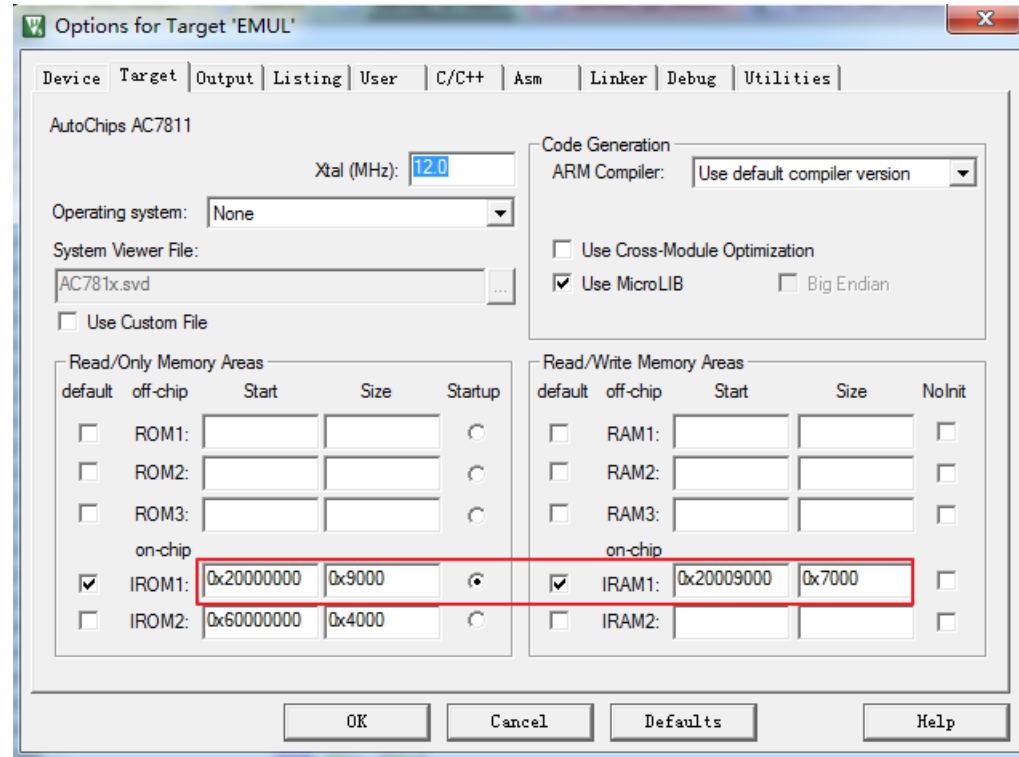 Options for Target 'EMUL'
Device Target Output Listing User C/C++ Asm Linker Debug Utilities
AutoChips AC7811
Xtal (MHz): 12.0
Operating system: None
System Viewer File:
AC781x.svd ...
Use Custom File
Code Generation
ARM Compiler: Use default compiler version
Use Cross-Module Optimization
Use MicroLIB Big Endian
Read/Only Memory Areas
default off-chip Start Size Startup
ROM1:
ROM2:
ROM3:
on-chip
IROM1: 0x20000000 0x9000
IROM2: 0x60000000 0x4000
Read/Write Memory Areas
default off-chip Start Size NoInit
RAM1:
RAM2:
RAM3:
on-chip
IRAM1: 0x20009000 0x7000
IRAM2:
OK Cancel Defaults Help